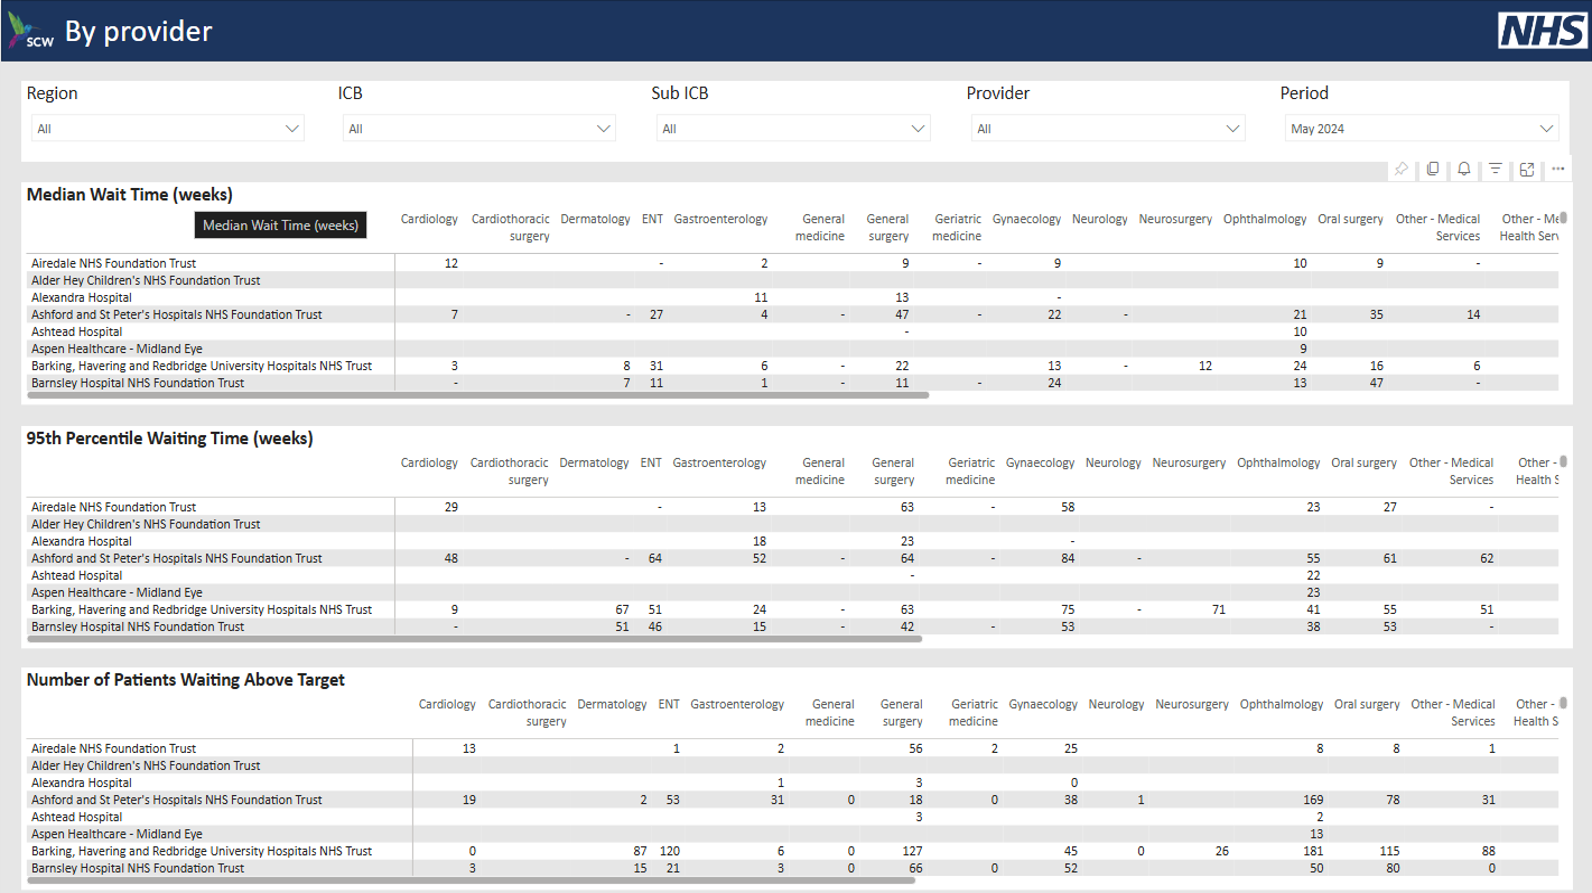 SCW By provider NHS
Region ICB Sub ICB Provider Period
All All All All May 2024
Median Wait Time (weeks)
Median Wait Time (weeks)
Cardiology Cardiothoracic surgery Dermatology ENT Gastroenterology General medicine General surgery Geriatric medicine Gynaecology Neurology Neurosurgery Ophthalmology Oral surgery Other - Medical Services Other - Me Health Serv
Airedale NHS Foundation Trust 12 - 2 9 - 9 10 9 -
Alder Hey Children's NHS Foundation Trust
Alexandra Hospital 11 13 -
Ashford and St Peter's Hospitals NHS Foundation Trust 7 - 27 4 - 47 - 22 - 21 35 14
Ashtead Hospital - 10
Aspen Healthcare - Midland Eye 9
Barking, Havering and Redbridge University Hospitals NHS Trust 3 8 31 6 - 22 13 - 12 24 16 6
Barnsley Hospital NHS Foundation Trust - 7 11 1 - 11 - 24 13 47 -
95th Percentile Waiting Time (weeks)
Cardiology Cardiothoracic surgery Dermatology ENT Gastroenterology General medicine General surgery Geriatric medicine Gynaecology Neurology Neurosurgery Ophthalmology Oral surgery Other - Medical Services Other - Health S
Airedale NHS Foundation Trust 29 - 13 63 - 58 23 27 -
Alder Hey Children's NHS Foundation Trust
Alexandra Hospital 18 23 -
Ashford and St Peter's Hospitals NHS Foundation Trust 48 - 64 52 - 64 - 84 - 55 61 62
Ashtead Hospital - 22
Aspen Healthcare - Midland Eye 23
Barking, Havering and Redbridge University Hospitals NHS Trust 9 67 51 24 - 63 75 - 71 41 55 51
Barnsley Hospital NHS Foundation Trust - 51 46 15 - 42 - 53 38 53 -
Number of Patients Waiting Above Target
Cardiology Cardiothoracic surgery Dermatology ENT Gastroenterology General medicine General surgery Geriatric medicine Gynaecology Neurology Neurosurgery Ophthalmology Oral surgery Other - Medical Services Other - Health S
Airedale NHS Foundation Trust 13 1 2 56 2 25 8 8 1
Alder Hey Children's NHS Foundation Trust
Alexandra Hospital 1 3 0
Ashford and St Peter's Hospitals NHS Foundation Trust 19 2 53 31 0 18 0 38 1 169 78 31
Ashtead Hospital 3 2
Aspen Healthcare - Midland Eye 13
Barking, Havering and Redbridge University Hospitals NHS Trust 0 87 120 6 0 127 45 0 26 181 115 88
Barnsley Hospital NHS Foundation Trust 3 15 21 3 0 66 0 52 50 80 0